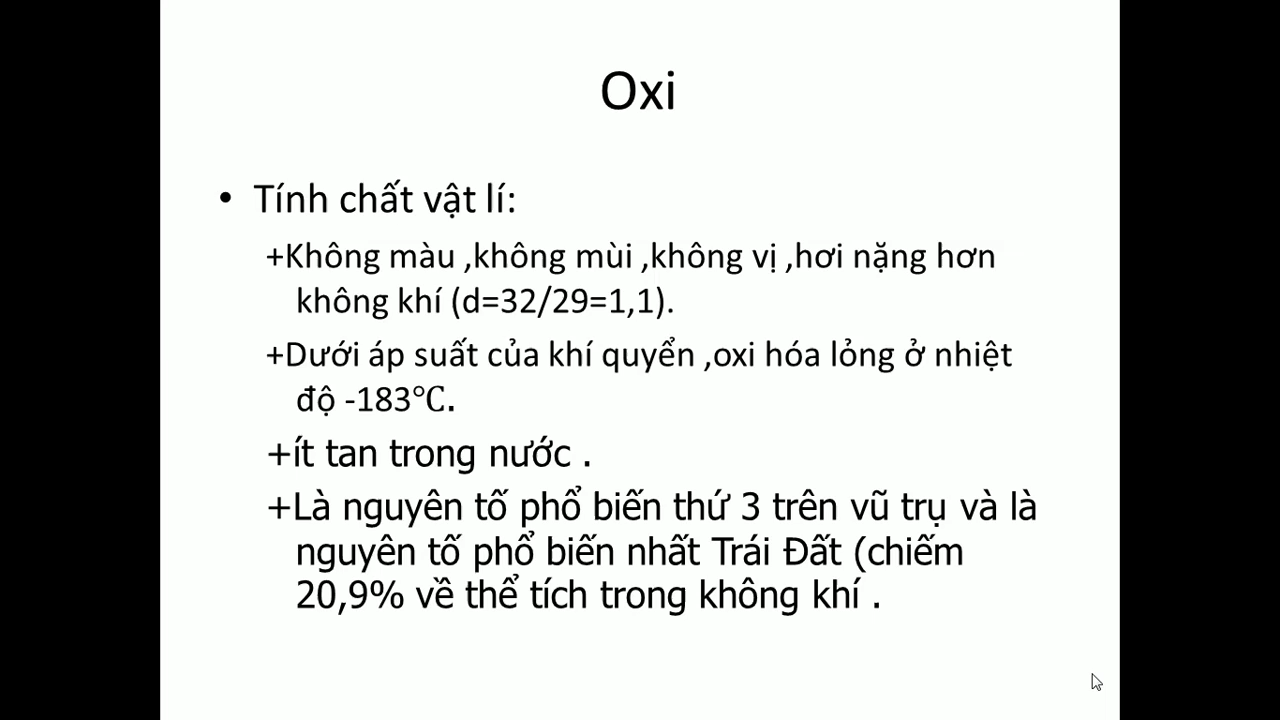 Oxi
• Tính chất vật lí:
+Không màu ,không mùi ,không vị ,hơi nặng hơn
không khí (d=32/29=1,1).
+Dưới áp suất của khí quyển ,oxi hóa lỏng ở nhiệt
độ -183℃.
+ít tan trong nước .
+Là nguyên tố phổ biến thứ 3 trên vũ trụ và là
nguyên tố phổ biến nhất Trái Đất (chiếm
20,9% về thể tích trong không khí .